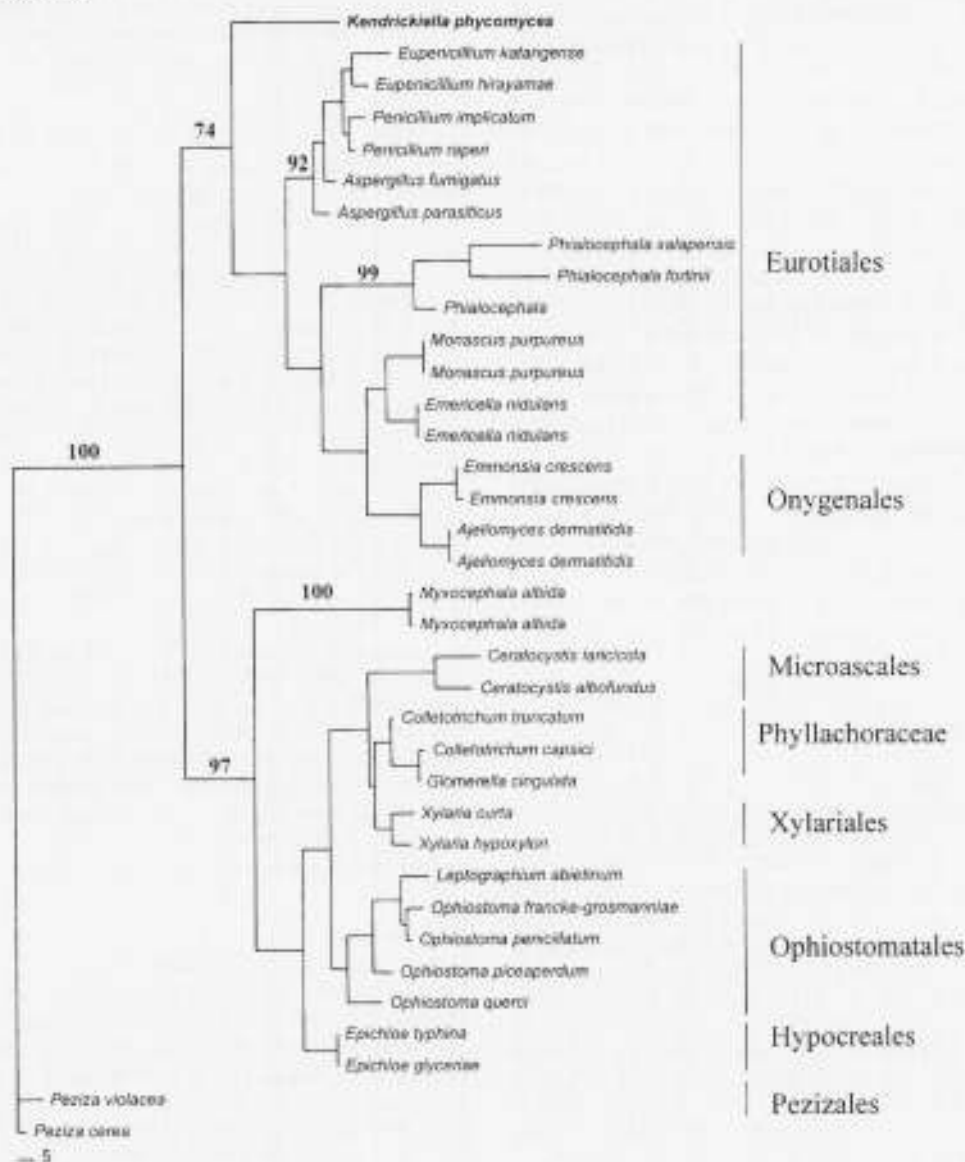 Kendrickiella phycomyces
Eupenicillium katangense
Eupenicillium hirayamae
74
Penicillium implicatum
Penicillium raperi
92
Aspergillus fumigatus
Aspergillus parasiticus
Phialocephala xalapensis
Eurotiales
99
Phialocephala fortinii
Phialocephala
Monascus purpureus
Monascus purpureus
Emericella nidulans
Emericella nidulans
100
Emmonsia crescens
Emmonsia crescens
Onygenales
Ajellomyces dermatitidis
Ajellomyces dermatitidis
100
Myxocephala albida
Myxocephala albida
Ceratocystis laricicola
Microascales
Ceratocystis albofundus
Colletotrichum truncatum
Phyllachoraceae
Colletotrichum capsici
97
Glomerella cingulata
Xylaria curta
Xylariales
Xylaria hypoxylon
Leptographium abietinum
Ophiostoma francke-grosmanniae
Ophiostoma penicillatum
Ophiostomatales
Ophiostoma piceaperdum
Ophiostoma querci
Epichloe typhina
Hypocreales
Epichloe glyceriae
Peziza violacea
Pezizales
Peziza cerea
5